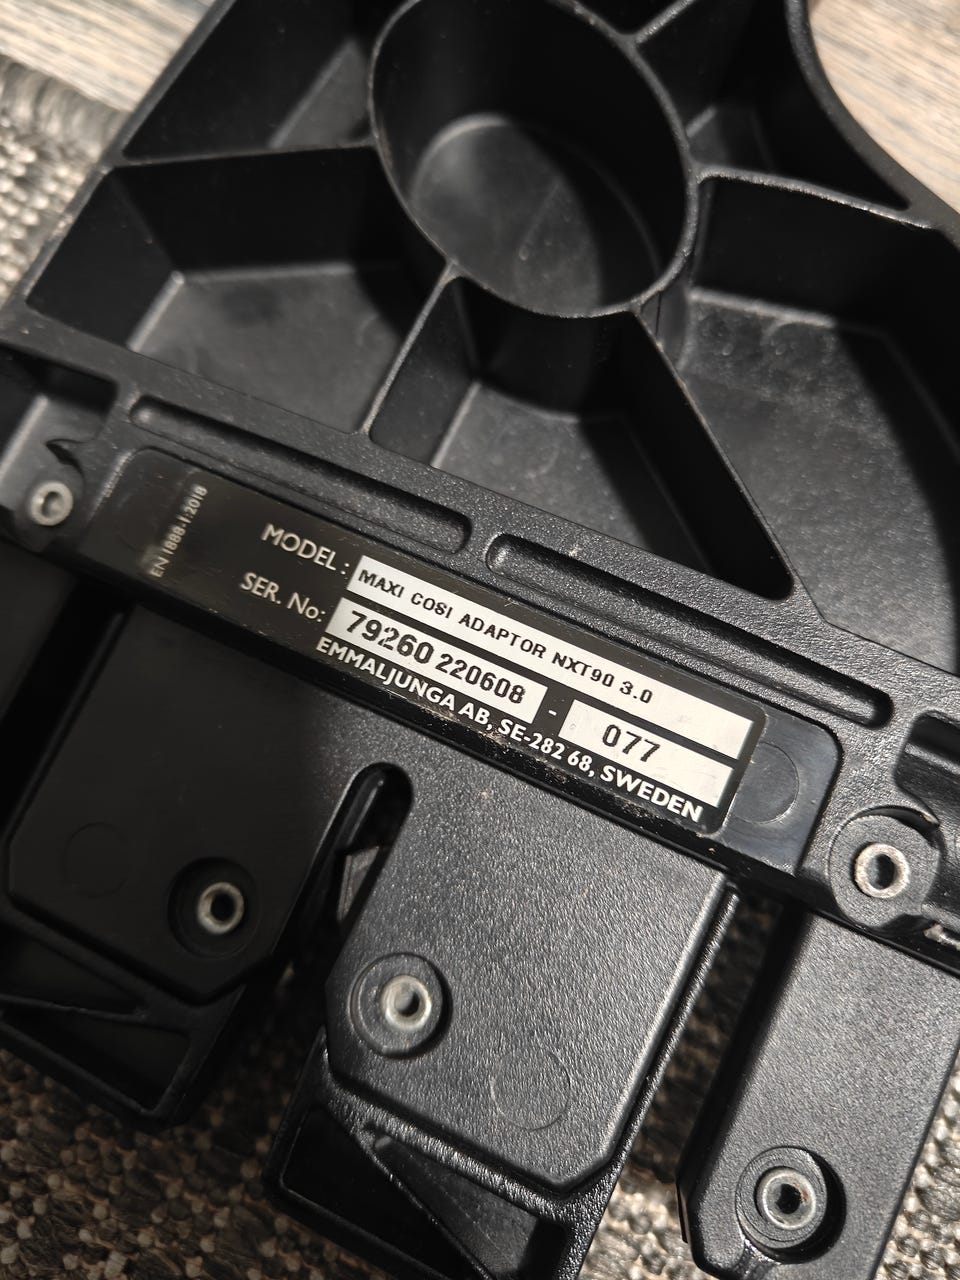 EN 1888-1:2018
MODEL: MAXI COSI ADAPTOR NXT90 3.0
SER. No: 79260 220608 - 077
EMMALJUNGA AB, SE-282 68, SWEDEN